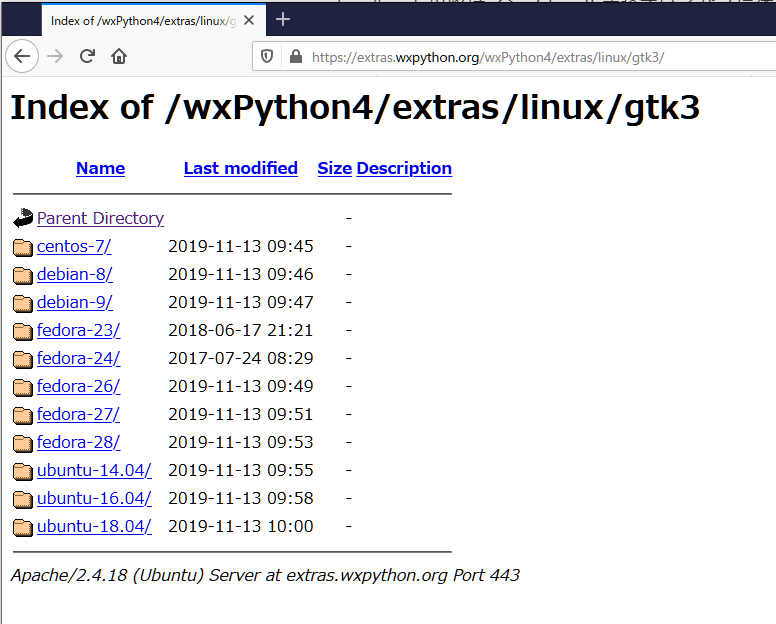 Index of /wxPython4/extras/linux/g
https://extras.wxpython.org/wxPython4/extras/linux/gtk3/
Index of /wxPython4/extras/linux/gtk3
Name Last modified Size Description
Parent Directory -
centos-7/ 2019-11-13 09:45 -
debian-8/ 2019-11-13 09:46 -
debian-9/ 2019-11-13 09:47 -
fedora-23/ 2018-06-17 21:21 -
fedora-24/ 2017-07-24 08:29 -
fedora-26/ 2019-11-13 09:49 -
fedora-27/ 2019-11-13 09:51 -
fedora-28/ 2019-11-13 09:53 -
ubuntu-14.04/ 2019-11-13 09:55 -
ubuntu-16.04/ 2019-11-13 09:58 -
ubuntu-18.04/ 2019-11-13 10:00 -
Apache/2.4.18 (Ubuntu) Server at extras.wxpython.org Port 443